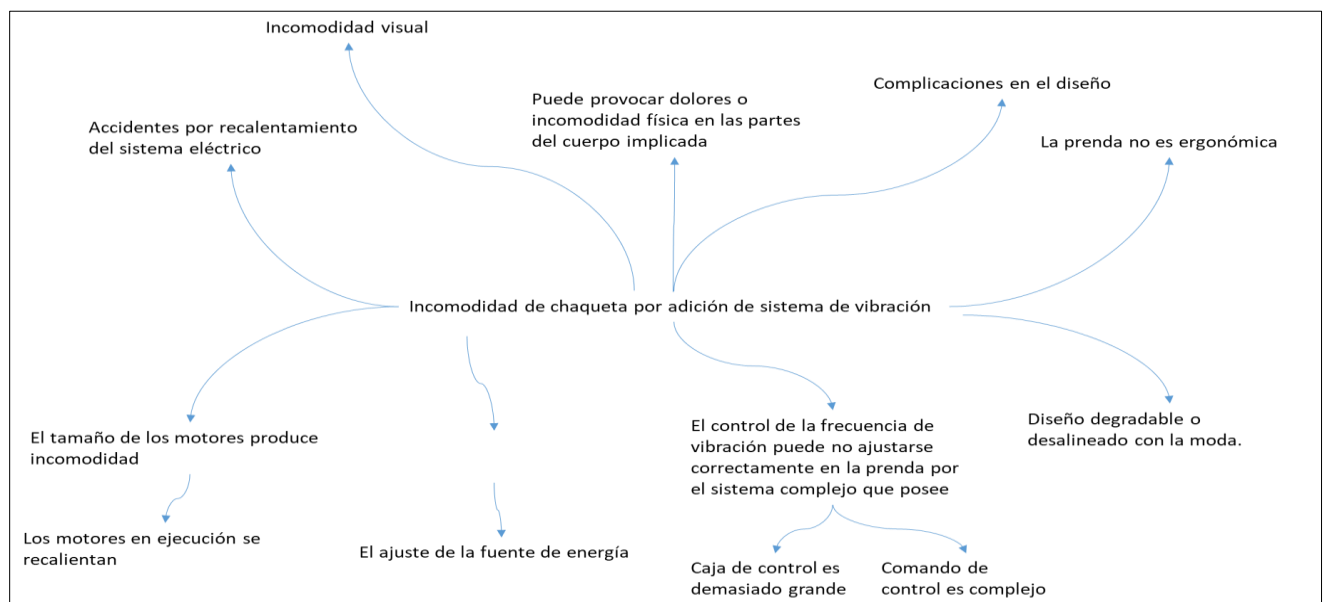 Incomodidad visual
Complicaciones en el diseño
Puede provocar dolores o
incomodidad física en las partes
del cuerpo implicada
Accidentes por recalentamiento
del sistema eléctrico
La prenda no es ergonómica
Incomodidad de chaqueta por adición de sistema de vibración
El tamaño de los motores produce
incomodidad
El control de la frecuencia de
vibración puede no ajustarse
correctamente en la prenda por
el sistema complejo que posee
Diseño degradable o
desalineado con la moda.
Los motores en ejecución se
recalientan
El ajuste de la fuente de energía
Caja de control es
demasiado grande
Comando de
control es complejo